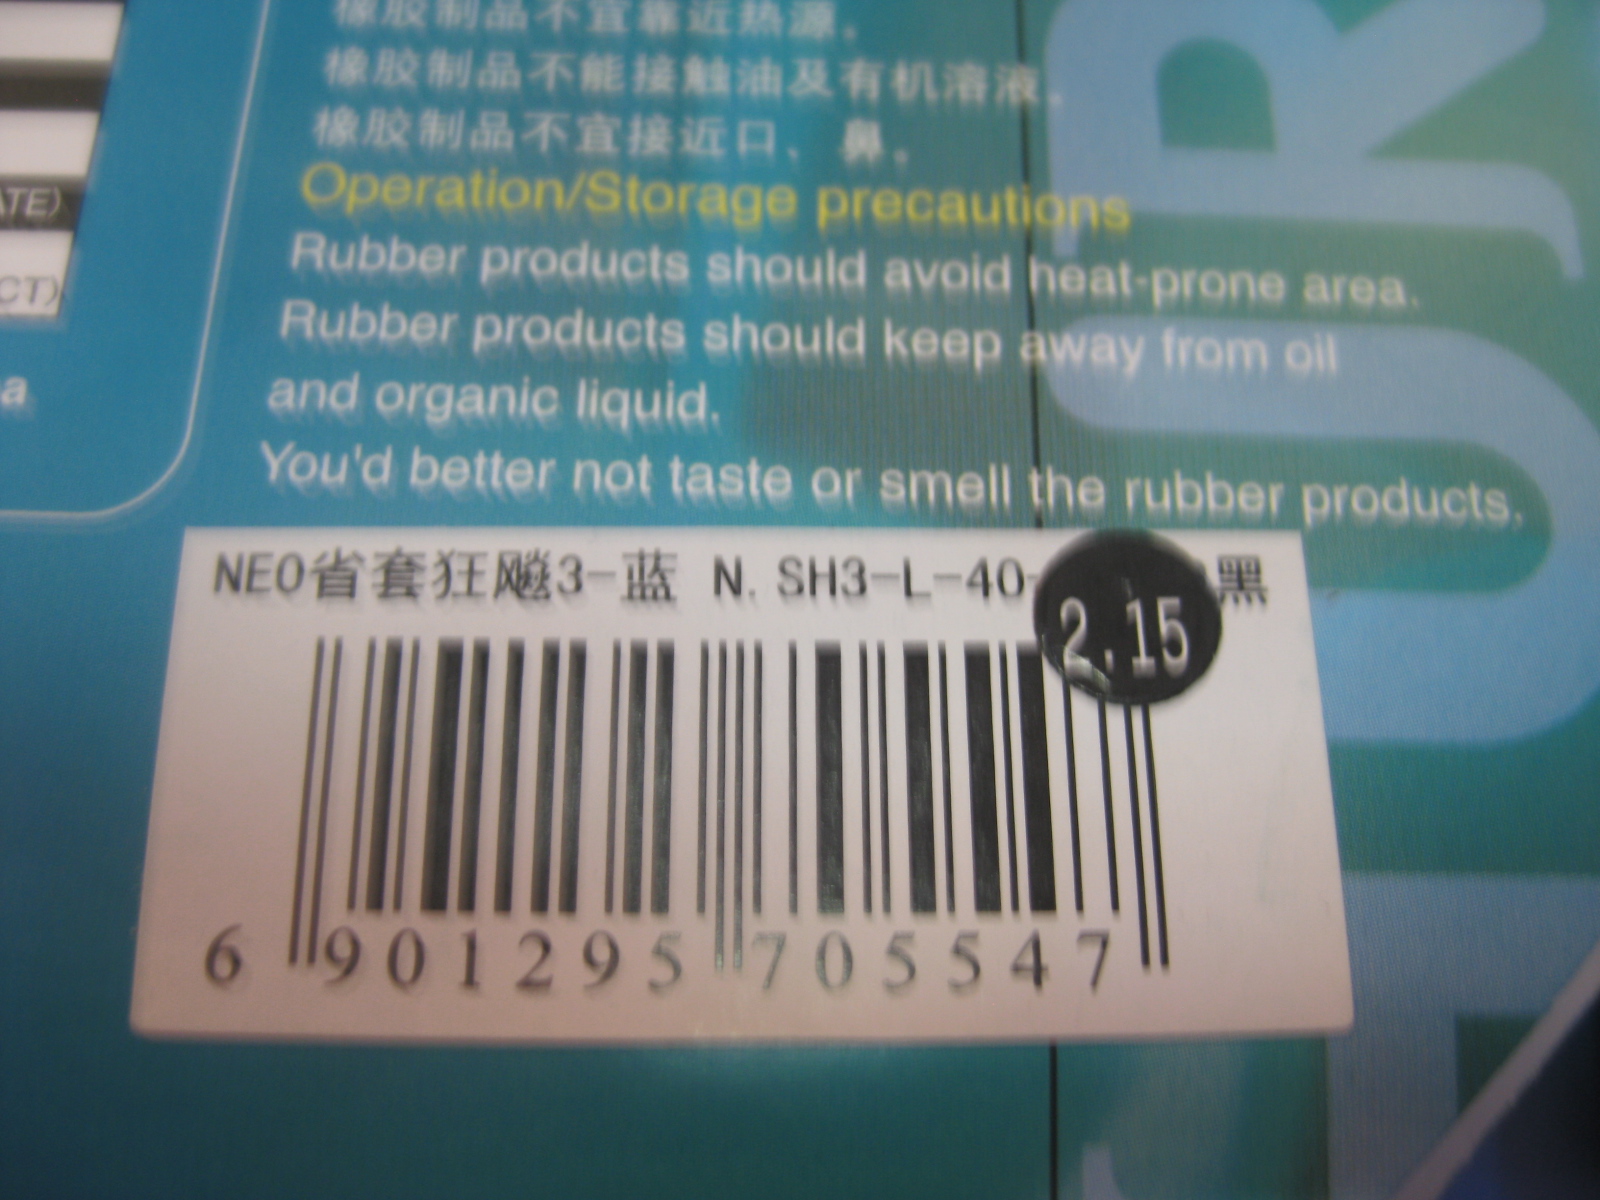 橡胶制品不宜靠近热源.
橡胶制品不能接触油及有机溶液.
橡胶制品不宜接近口、鼻.
ATE)
CT)
a
Operation/Storage precautions
Rubber products should avoid heat-prone area.
Rubber products should keep away from oil
and organic liquid.
You'd better not taste or smell the rubber products.
NEO省套狂飚3-蓝 N. SH3-L-40- 黑
2.15
6 901295 705547
UR